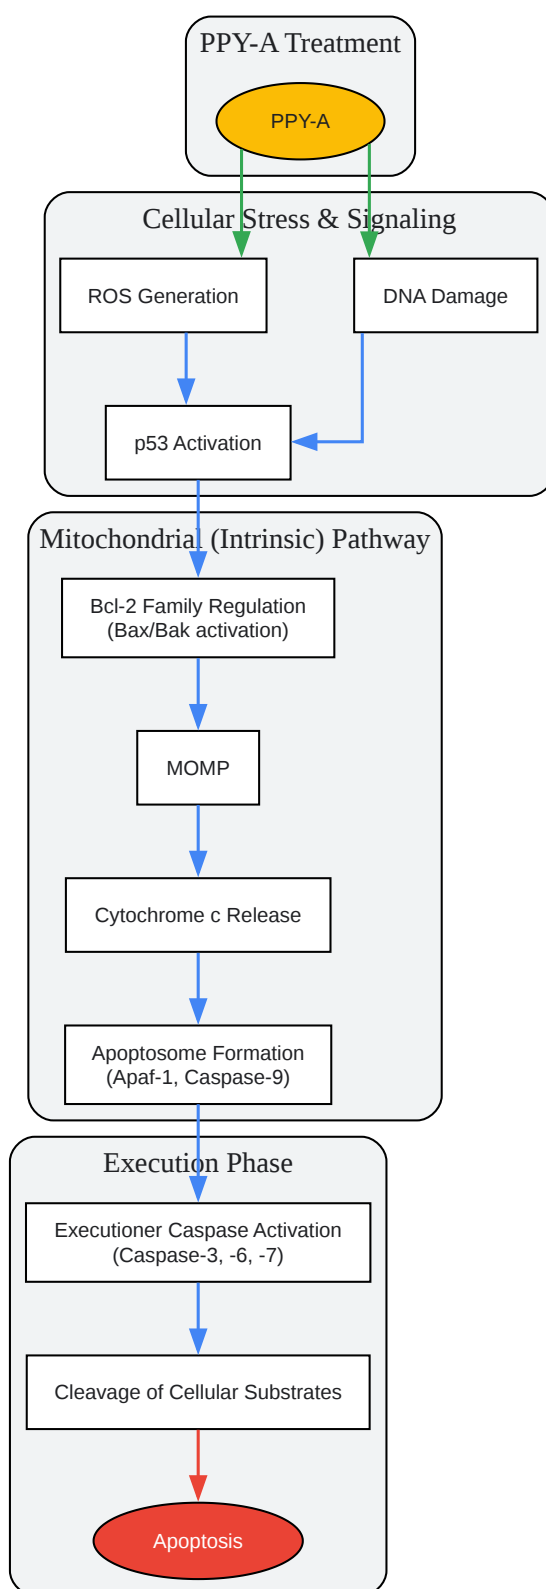 PPY-A Treatment
PPY-A
Cellular Stress & Signaling
ROS Generation
DNA Damage
p53 Activation
Mitochondrial (Intrinsic) Pathway
Bcl-2 Family Regulation
(Bax/Bak activation)
MOMP
Cytochrome c Release
Apoptosome Formation
(Apaf-1, Caspase-9)
Execution Phase
Executioner Caspase Activation
(Caspase-3, -6, -7)
Cleavage of Cellular Substrates
Apoptosis